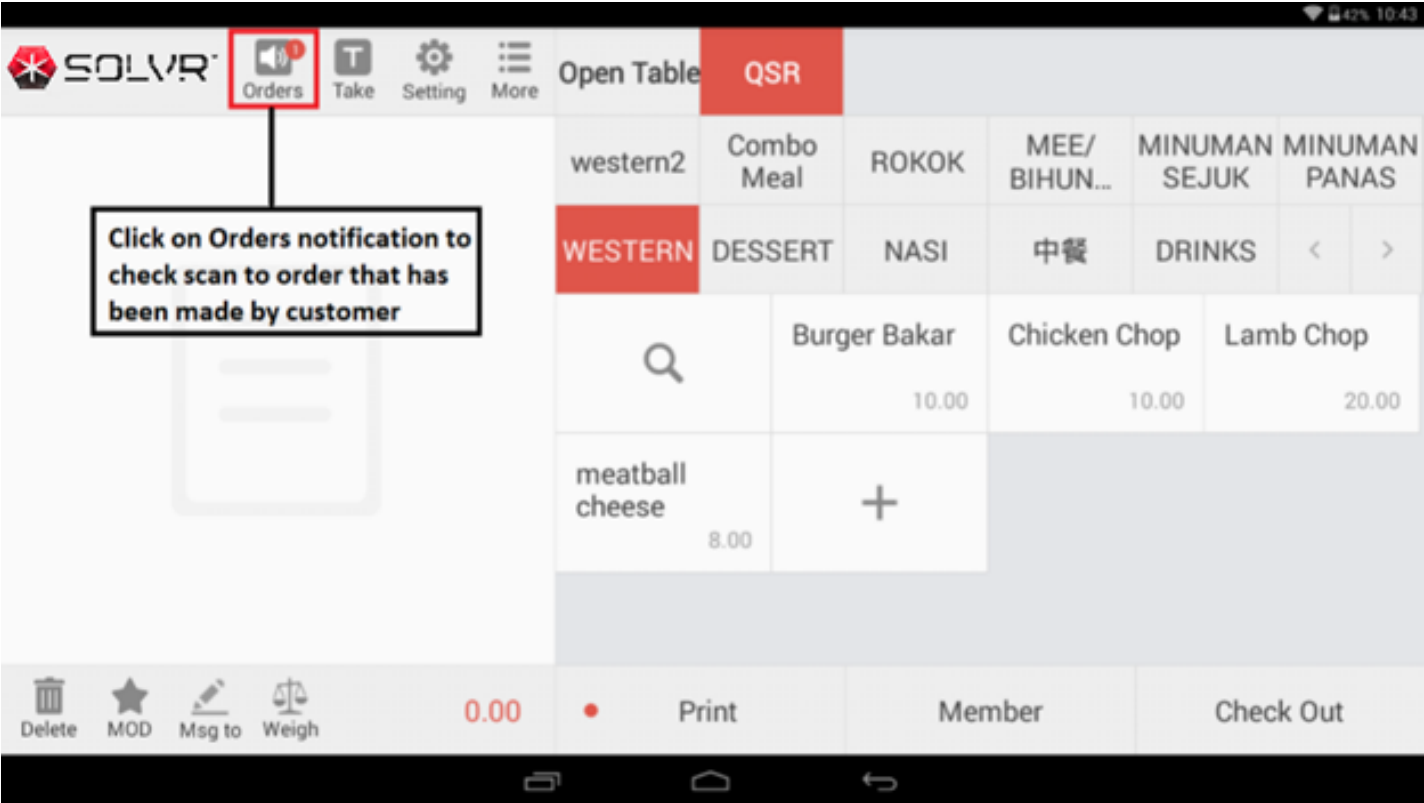 42% 10:43
SOLVR
1
Orders
Take
Setting
More
Open Table
QSR
western2
Combo
Meal
ROKOK
MEE/
BIHUN...
MINUMAN
SEJUK
MINUMAN
PANAS
Click on Orders notification to
check scan to order that has
been made by customer
WESTERN
DESSERT
NASI
中餐
DRINKS
<
>
Burger Bakar
10.00
Chicken Chop
10.00
Lamb Chop
20.00
meatball
cheese
8.00
+
Delete
MOD
Msg to
Weigh
0.00
Print
Member
Check Out